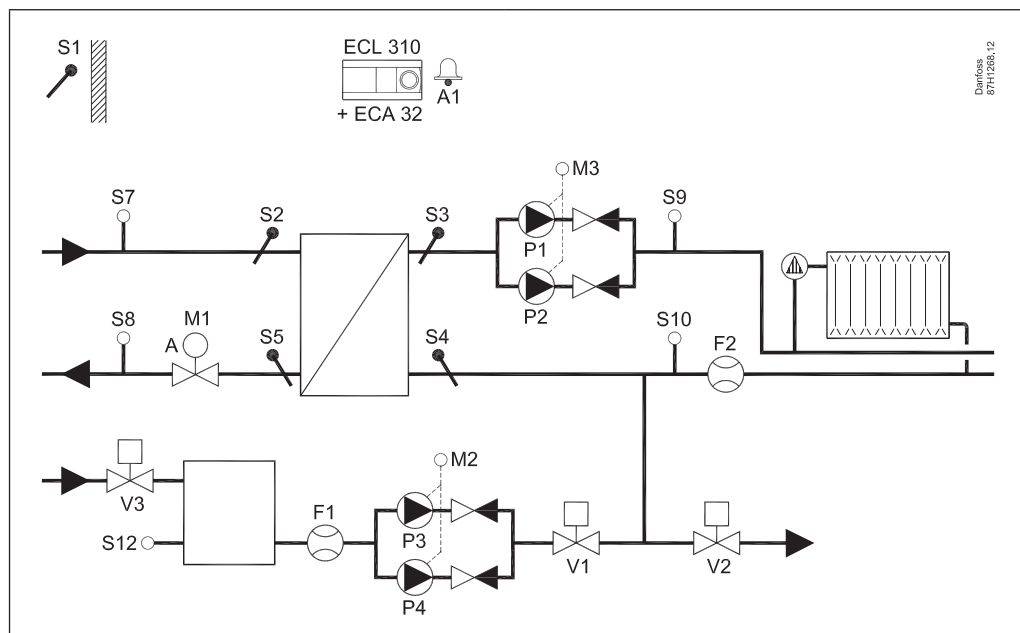 S1
ECL 310
A1
+ ECA 32
Danfoss
87H1268.12
M3
S7
S2
S3
S9
P1
P2
S8
M1
A
S5
S4
S10
F2
M2
V3
F1
P3
S12
V1
V2
P4